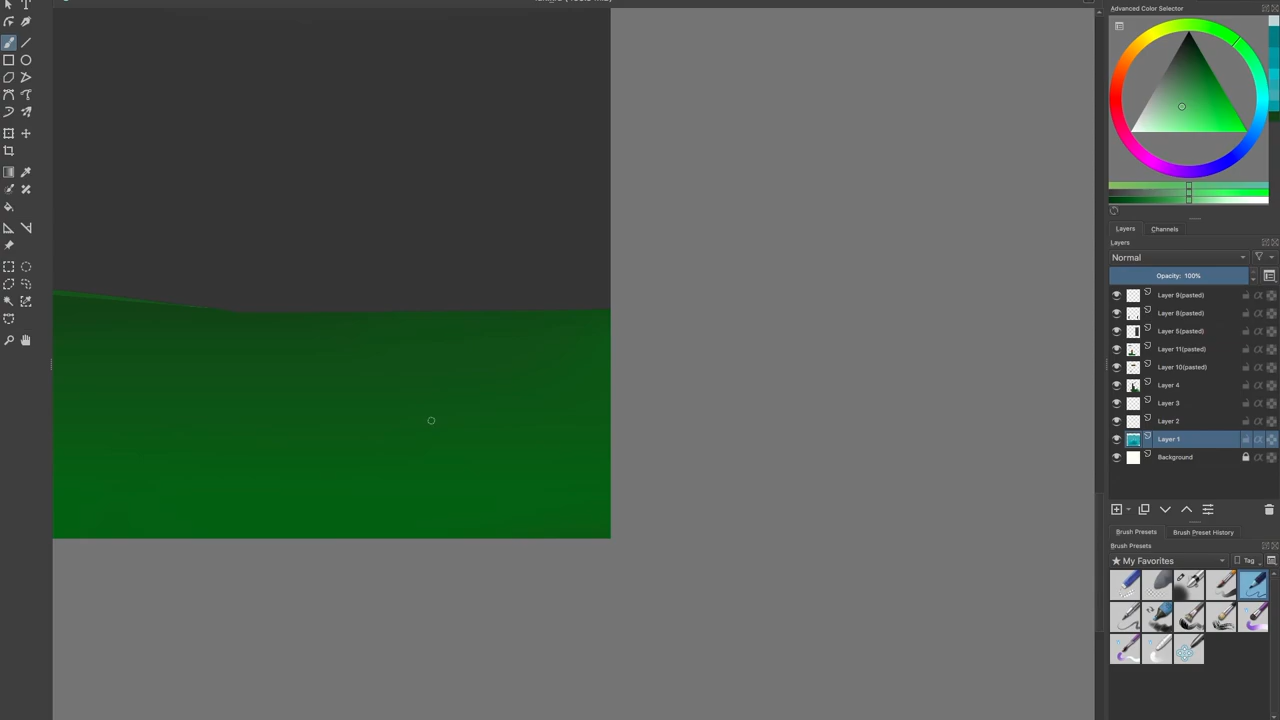 Advanced Color Selector
Layers Channels
Layers
Normal
Opacity: 100%
Layer 9(pasted)
Layer 8(pasted)
Layer 5(pasted)
Layer 11(pasted)
Layer 10(pasted)
Layer 4
Layer 3
Layer 2
Layer 1
Background
Brush Presets Brush Preset History
Brush Presets
★ My Favorites Tag